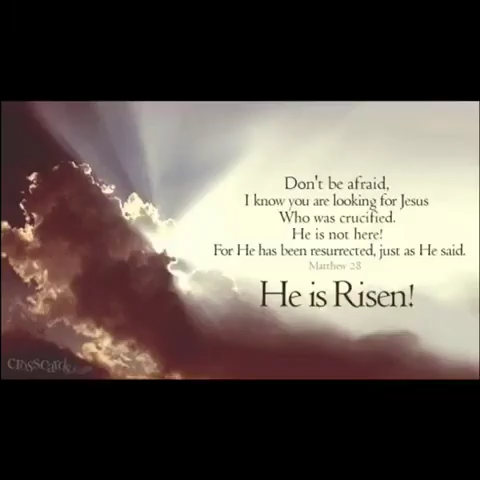 Don't be afraid,
I know you are looking for Jesus
Who was crucified.
He is not here!
For He has been resurrected, just as He said.
Matthew 28
He is Risen!
crosscards.com